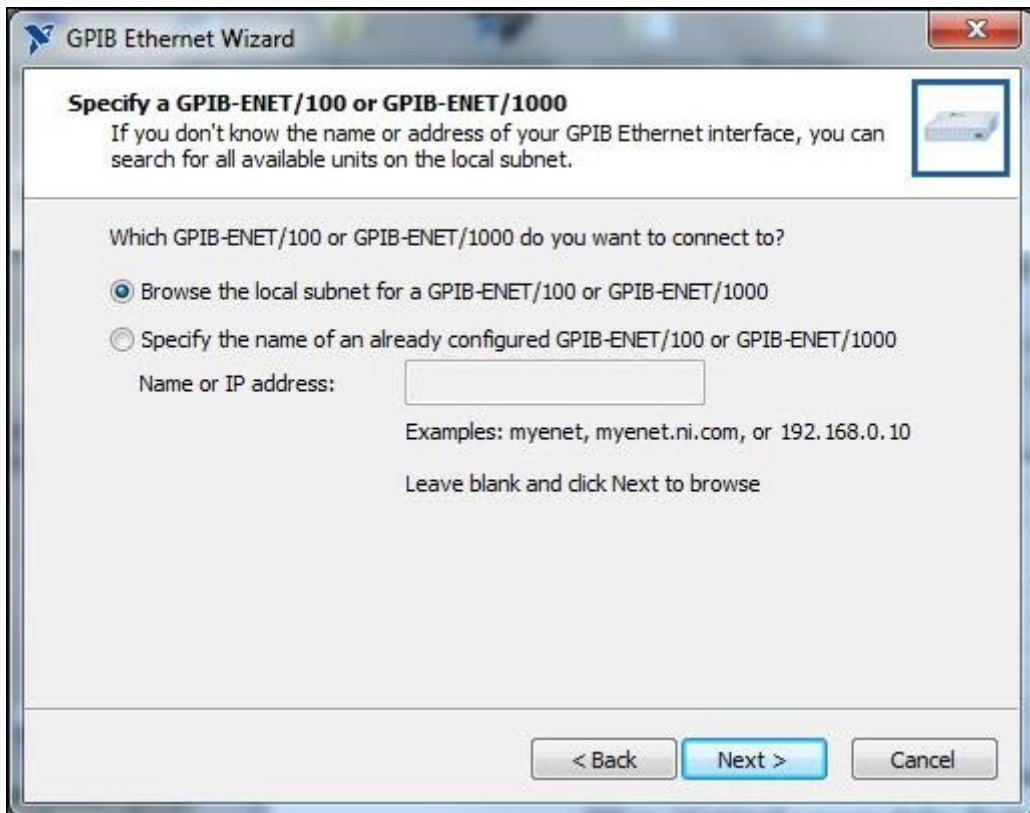 GPIB Ethernet Wizard
Specify a GPIB-ENET/100 or GPIB-ENET/1000
If you don't know the name or address of your GPIB Ethernet interface, you can
search for all available units on the local subnet.
Which GPIB-ENET/100 or GPIB-ENET/1000 do you want to connect to?
Browse the local subnet for a GPIB-ENET/100 or GPIB-ENET/1000
Specify the name of an already configured GPIB-ENET/100 or GPIB-ENET/1000
Name or IP address:
Examples: myenet, myenet.ni.com, or 192.168.0.10
Leave blank and click Next to browse
< Back Next > Cancel